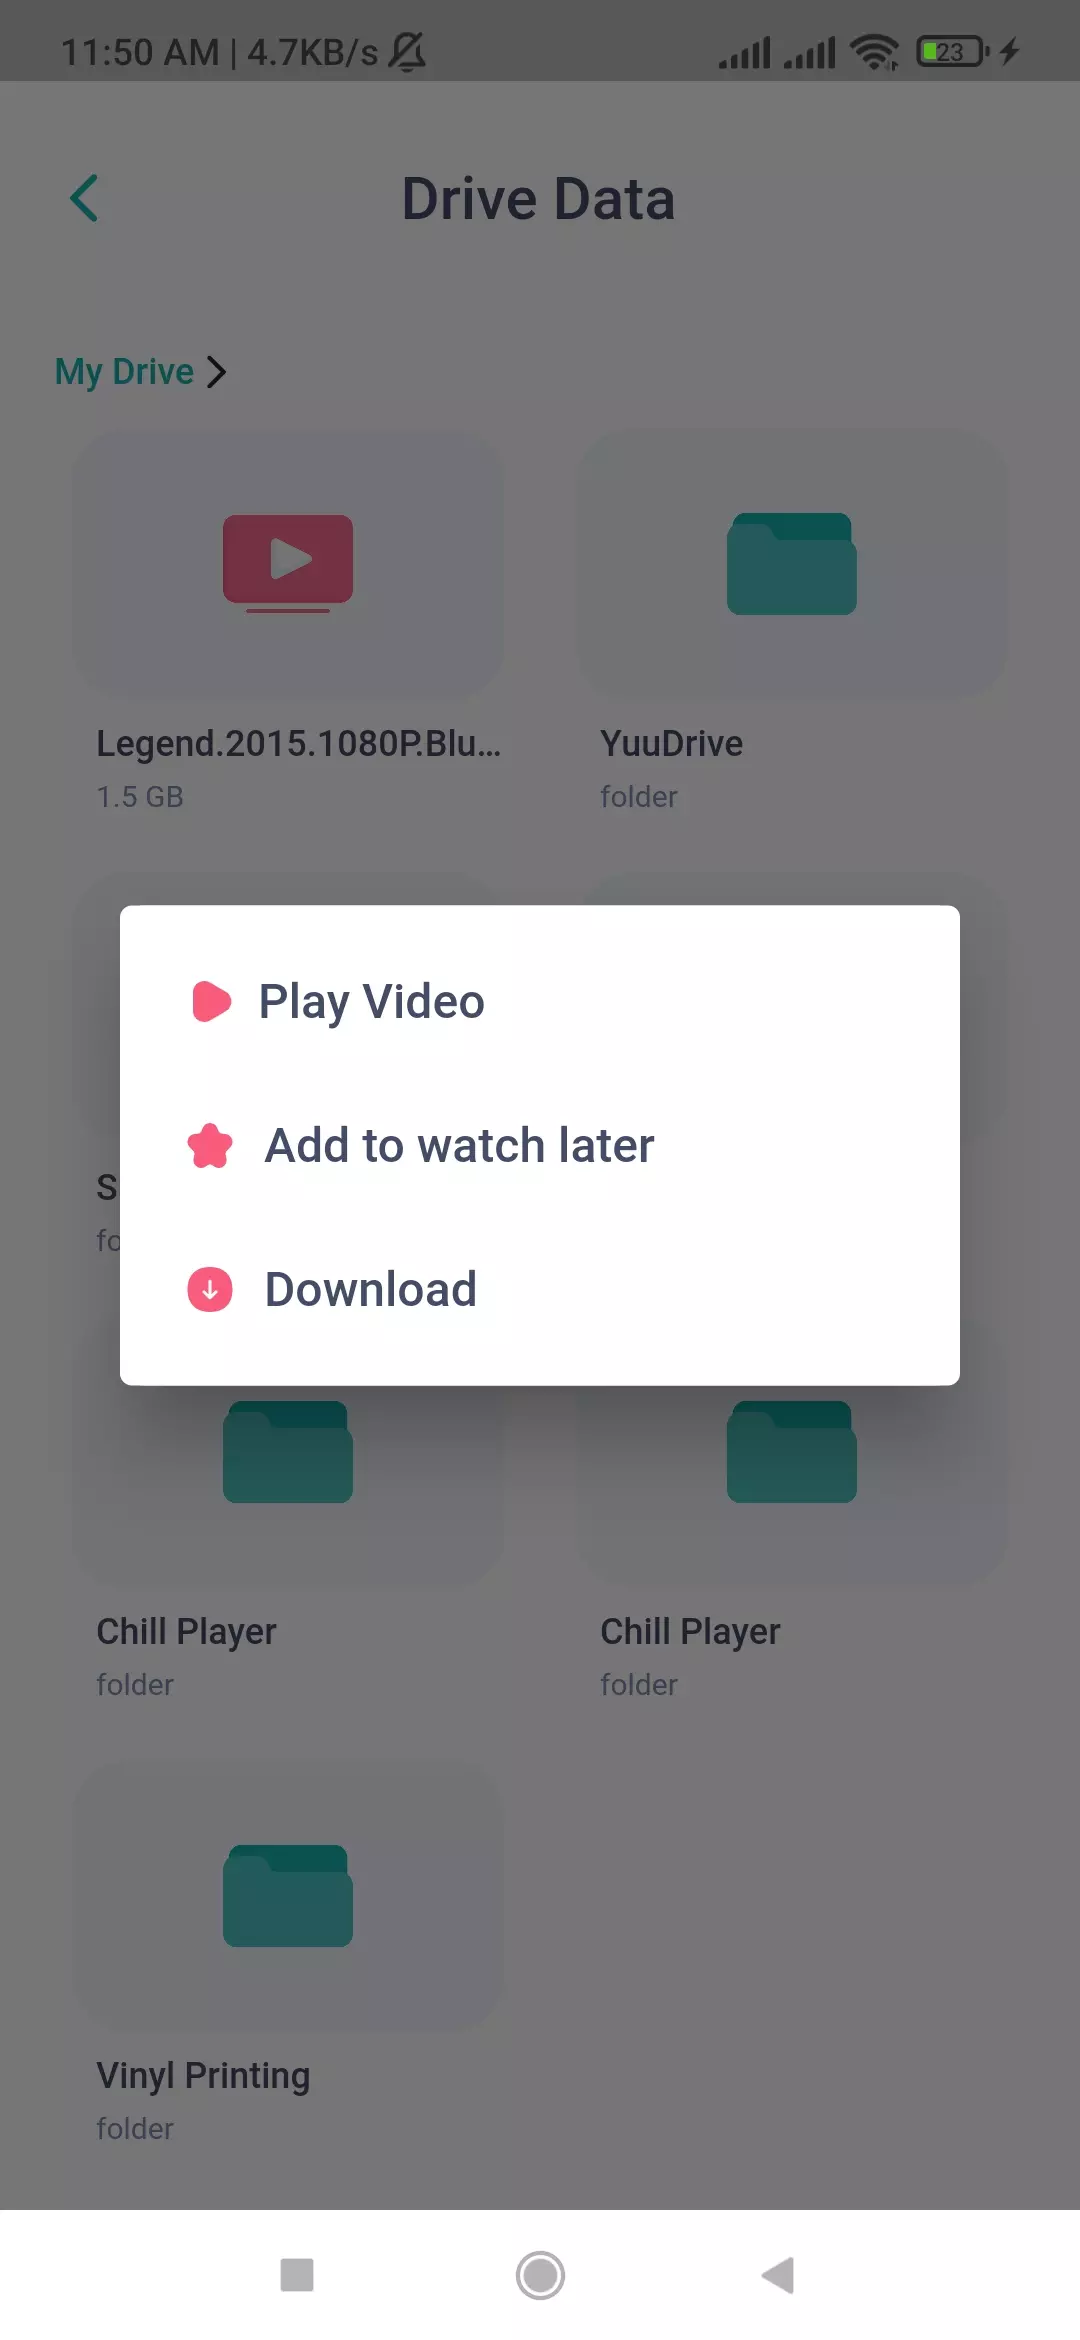 11:50 AM | 4.7KB/s
23
Drive Data
My Drive
Legend.2015.1080P.Blu...
1.5 GB
YuuDrive
folder
Play Video
Add to watch later
Download
Chill Player
folder
Chill Player
folder
Vinyl Printing
folder